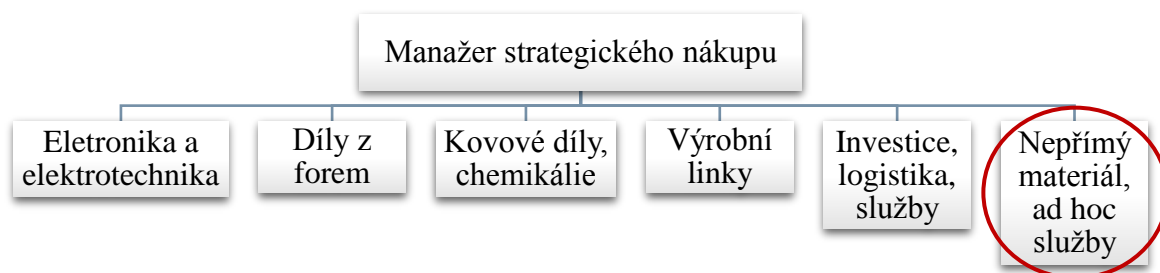 Manažer strategického nákupu
Eletronika a
elektrotechnika
Díly z
forem
Kovové díly,
chemikálie
Výrobní
linky
Investice,
logistika,
služby
Nepřímý
materiál,
ad hoc
služby